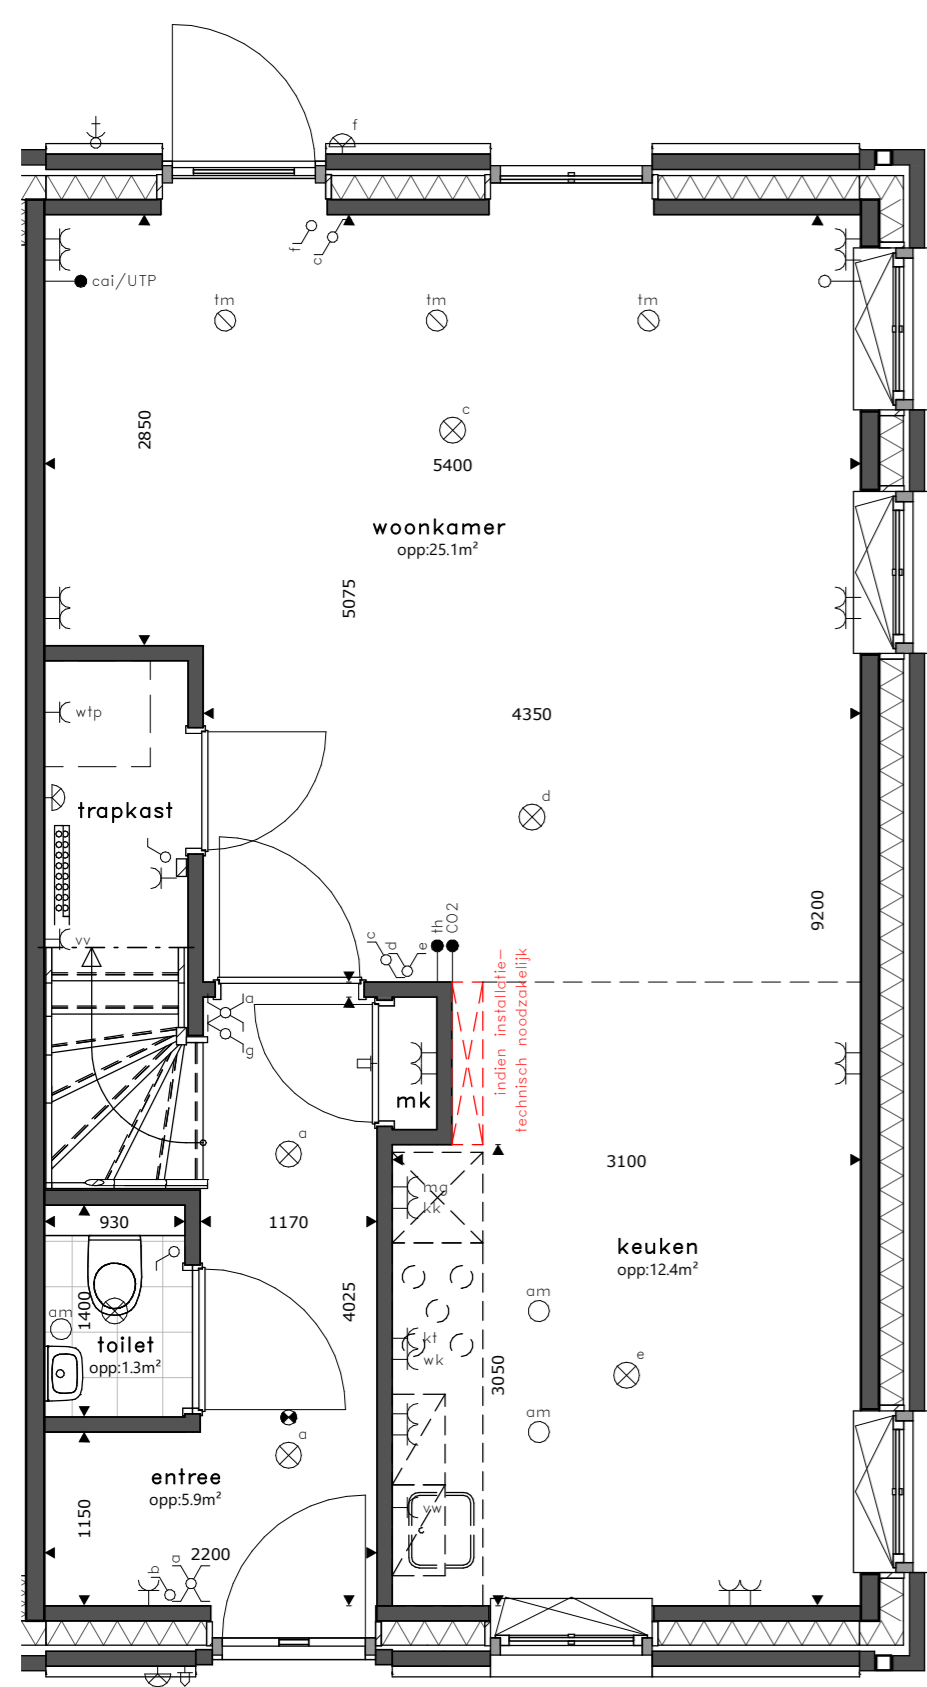 f
f
c
cai/UTP
tm
tm
tm
c
2850
5400
woonkamer
opp:25.1m²
5075
wtp
4350
trapkast
d
9200
vv
c
d
e
th
CO2
indien installatie-
technisch noodzakelijk
a
g
mk
a
3100
mg
kk
930
1170
keuken
opp:12.4m²
1400
am
4025
am
toilet
opp:1.3m²
kt
wk
3050
e
am
a
entree
opp:5.9m²
vw
1150
b
a
2200